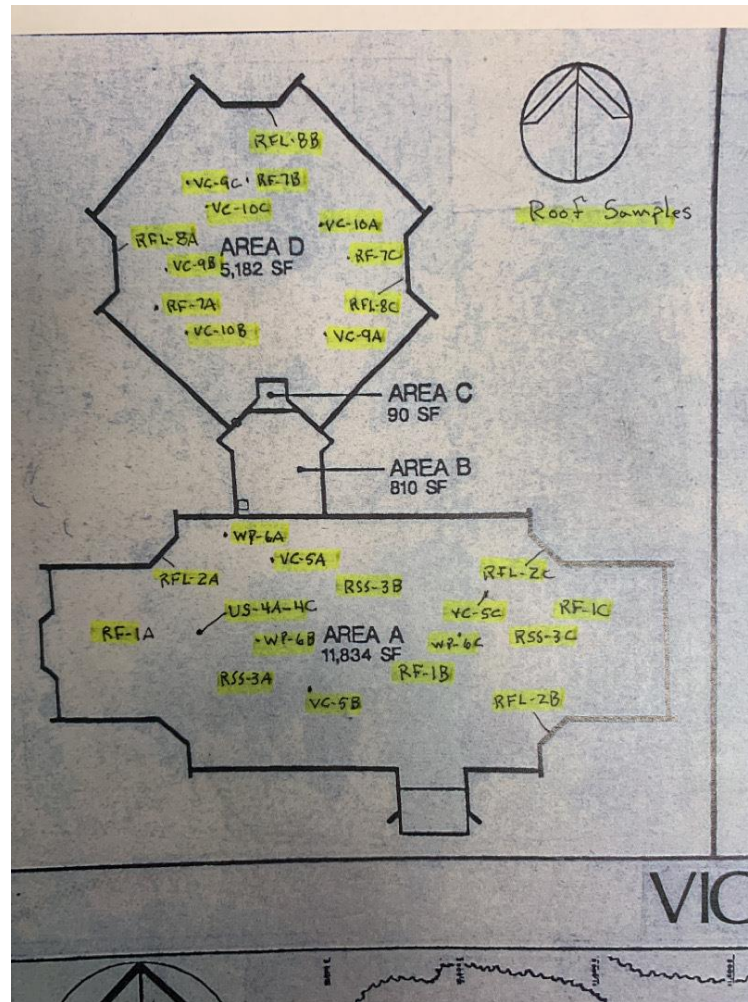 RFL-8B
VC-9C
RF-7B
VC-10C
Roof Samples
VC-10A
RFL-8A
AREA D
RF-7C
VC-9B
5,182 SF
RF-7A
RFL-8C
VC-10B
VC-9A
AREA C
90 SF
AREA B
810 SF
WP-6A
VC-5A
RFL-2A
RFL-2C
RSS-3B
US-4A-4C
VC-5C
RF-1C
RF-1A
WP-6B
AREA A
WP-6C
RSS-3C
11,834 SF
RSS-3A
RF-1B
VC-5B
RFL-2B
VIC